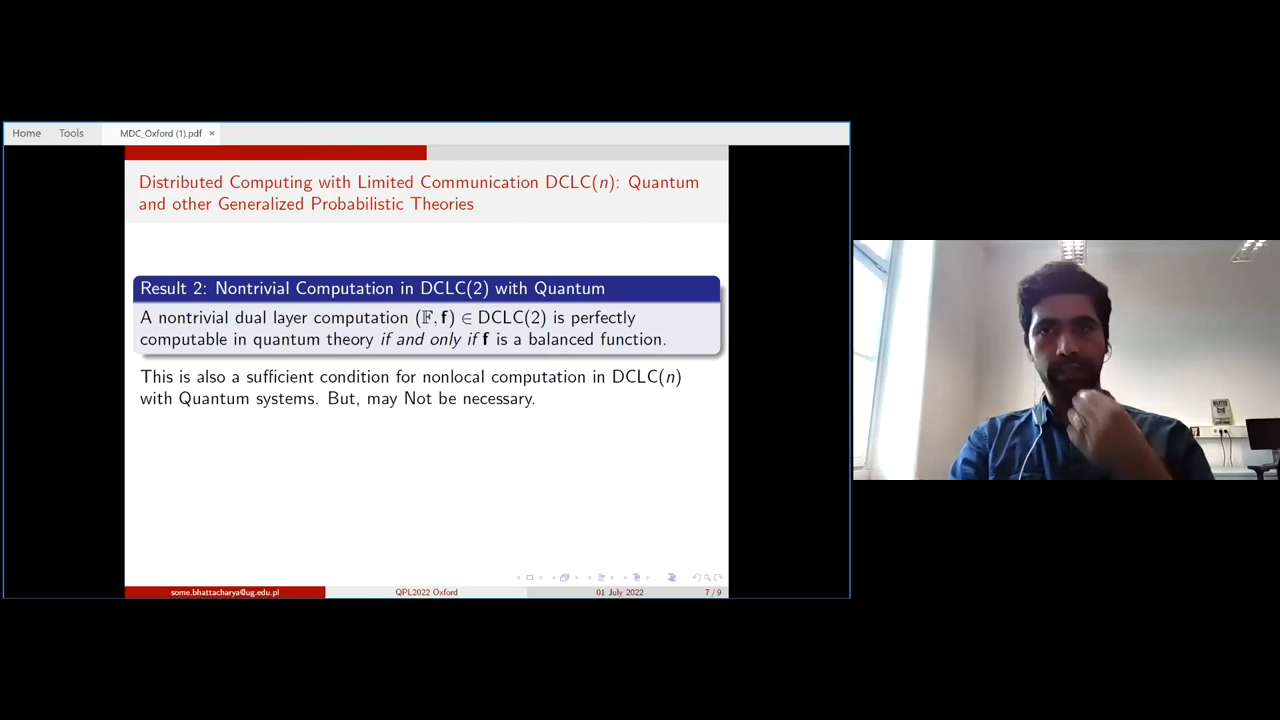 Home Tools MDC_Oxford (1).pdf ×
Distributed Computing with Limited Communication DCLC(n): Quantum
and other Generalized Probabilistic Theories
Result 2: Nontrivial Computation in DCLC(2) with Quantum
A nontrivial dual layer computation (𝔽, f) ∈ DCLC(2) is perfectly
computable in quantum theory if and only if f is a balanced function.
This is also a sufficient condition for nonlocal computation in DCLC(n)
with Quantum systems. But, may Not be necessary.
some.bhattacharya@ug.edu.pl QPL2022 Oxford 01 July 2022 7 / 9